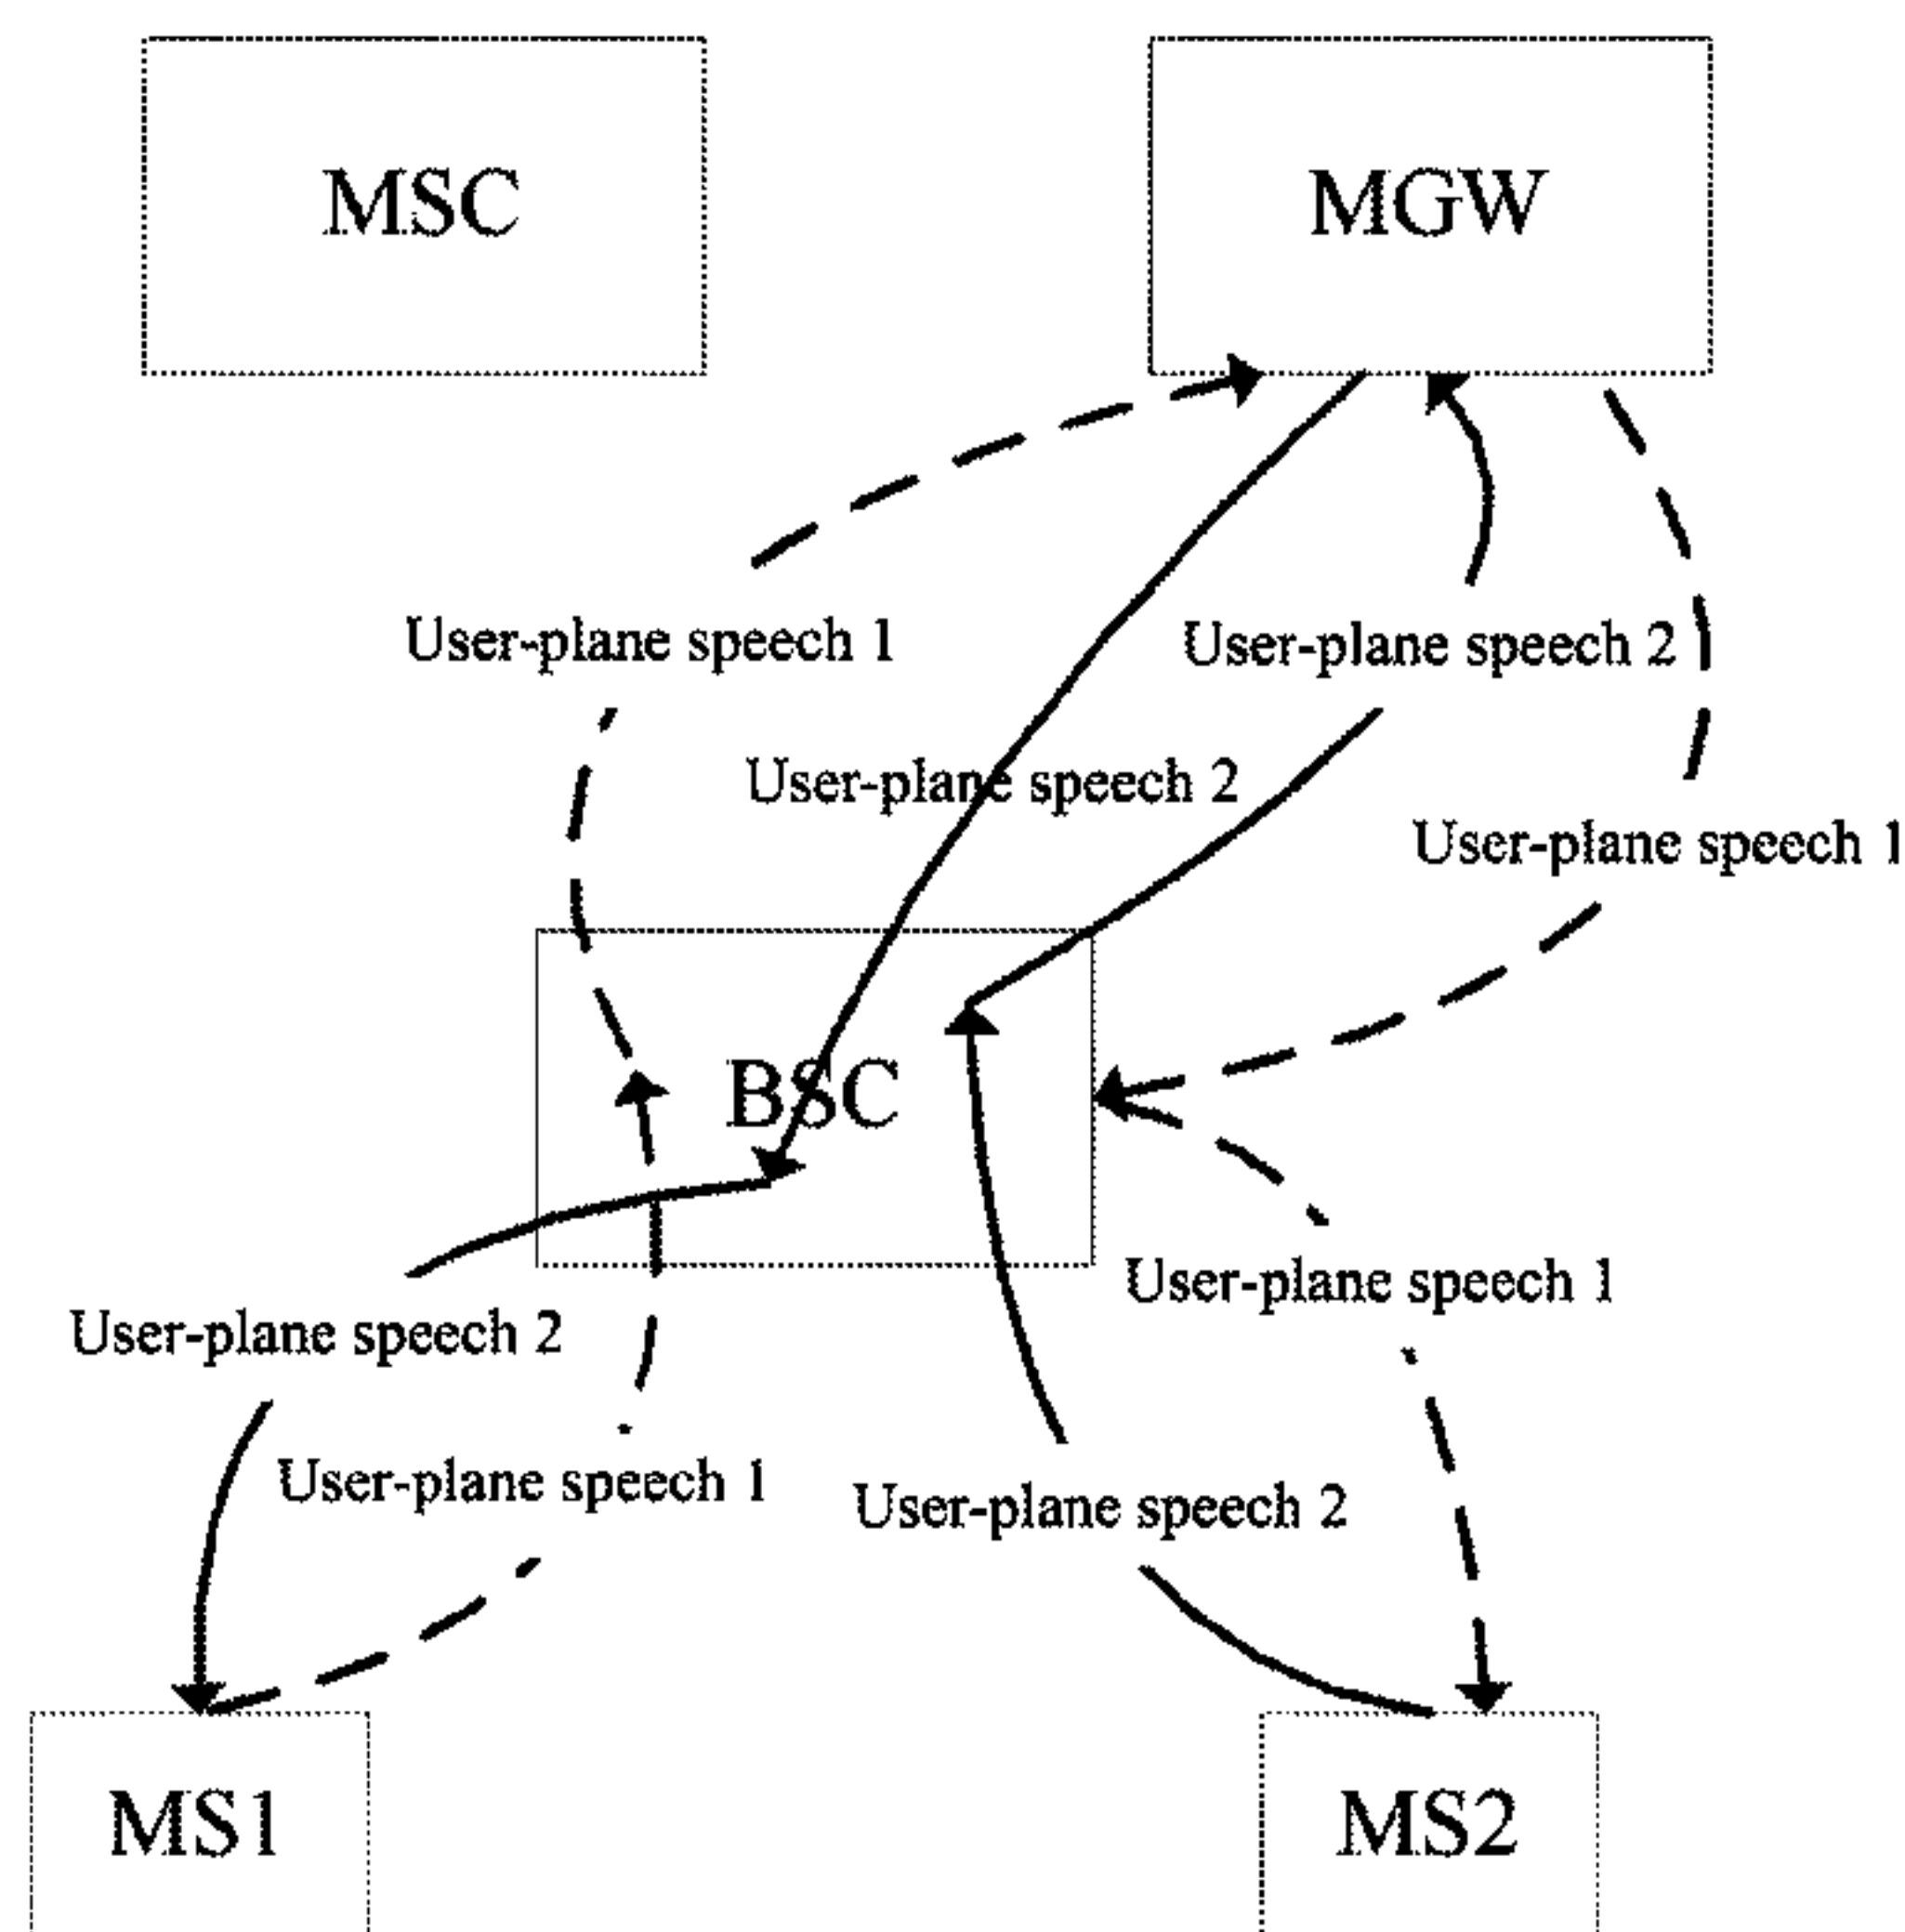 MSC
MGW
User-plane speech 1
User-plane speech 2
User-plane speech 2
User-plane speech 1
BSC
User-plane speech 1
User-plane speech 2
User-plane speech 1
User-plane speech 2
MS1
MS2